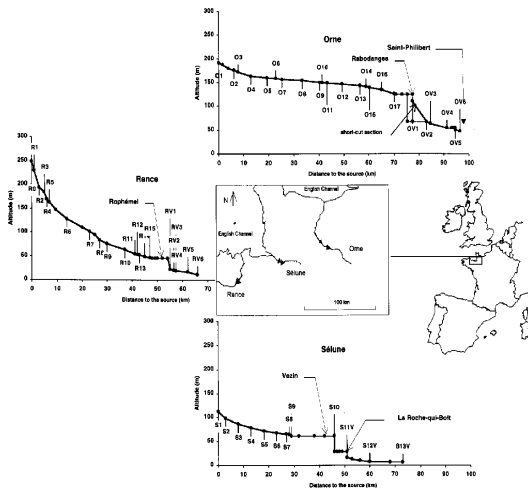 Orne
Saint-Philibert
Rabodanges
short-cut section
Altitude (m)
300
250
200
150
100
50
0
O1
O3
O2
O4
O5
O6
O7
O8
O16
O9
O11
O12
O14
O13
O15
O16
O17
OV1
OV3
OV2
OV4
OV6
OV5
0 10 20 30 40 50 60 70 80 90 100
Distance to the source (km)
Rance
Rophémel
Altitude (m)
300
250
200
150
100
50
0
R1
R0
R3
R2
R5
R4
R6
R7
R8
R9
R10
R11
R12
R13
R15
RV1
RV3
RV2
RV4
RV5
RV6
0 10 20 30 40 50 60 70
Distance to the source (km)
N
English Channel
English Channel
Orne
Sélune
Rance
100 km
Sélune
Vezin
La Roche-qui-Boit
Altitude (m)
300
250
200
150
100
50
0
S1
S2
S3
S4
S5
S6
S7
S8
S9
S10
S11V
S12V
S13V
0 10 20 30 40 50 60 70 80 90 100
Distance to the source (km)